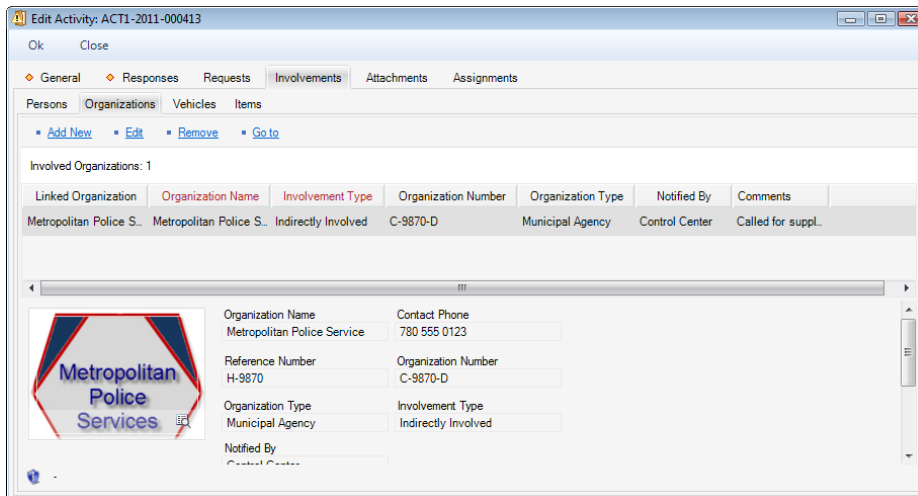 Edit Activity: ACT1-2011-000413
Ok Close
General Responses Requests Involvements Attachments Assignments
Persons Organizations Vehicles Items
Add New Edit Remove Go to
Involved Organizations: 1
Linked Organization Organization Name Involvement Type Organization Number Organization Type Notified By Comments
Metropolitan Police S... Metropolitan Police S... Indirectly Involved C-9870-D Municipal Agency Control Center Called for suppl...
Organization Name Contact Phone
Metropolitan Police Service 780 555 0123
Reference Number Organization Number
H-9870 C-9870-D
Organization Type Involvement Type
Municipal Agency Indirectly Involved
Notified By
Control Center
Metropolitan
Police
Services
-